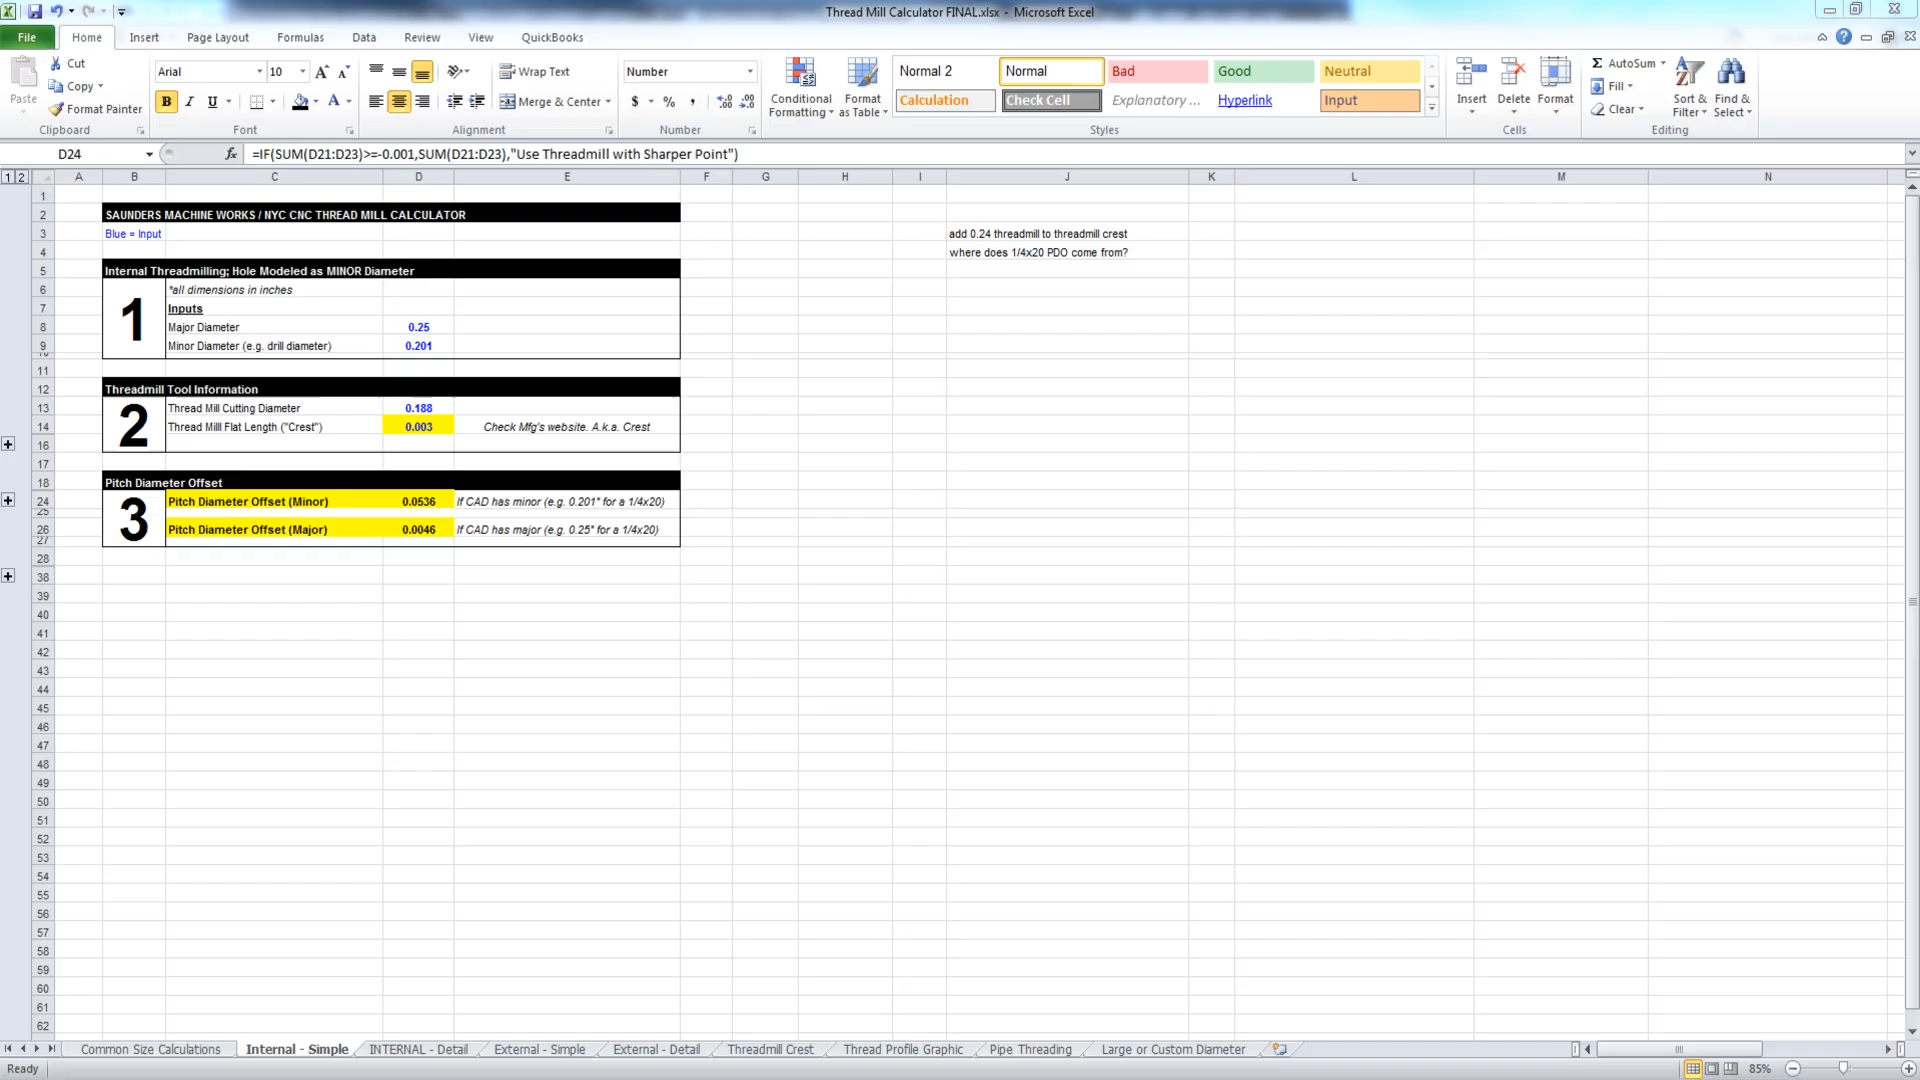 Thread Mill Calculator FINAL.xlsx - Microsoft Excel
File Home Insert Page Layout Formulas Data Review View QuickBooks
Paste
Cut
Copy
Format Painter
Clipboard
Arial 10
B I U
Font
Wrap Text
Merge & Center
Alignment
Number
$ % ,
Number
Conditional Formatting
Format as Table
Normal 2 Normal Bad Good Neutral
Calculation Check Cell Explanatory ... Hyperlink Input
Styles
Insert Delete Format
Cells
Σ AutoSum
Fill
Clear
Sort & Filter
Find & Select
Editing
D24 fx =IF(SUM(D21:D23)>=-0.001,SUM(D21:D23),"Use Threadmill with Sharper Point")
1 2 A B C D E F G H I J K L M N
1
2 SAUNDERS MACHINE WORKS / NYC CNC THREAD MILL CALCULATOR
3 Blue = Input add 0.24 threadmill to threadmill crest
4 where does 1/4x20 PDO come from?
5 Internal Threadmilling; Hole Modeled as MINOR Diameter
1
6 *all dimensions in inches
7 Inputs
8 Major Diameter 0.25
9 Minor Diameter (e.g. drill diameter) 0.201
10
11
12 Threadmill Tool Information
2
13 Thread Mill Cutting Diameter 0.188
14 Thread Milll Flat Length ("Crest") 0.003 Check Mfg's website. A.k.a. Crest
16
17
18 Pitch Diameter Offset
3
24 Pitch Diameter Offset (Minor) 0.0536 If CAD has minor (e.g. 0.201" for a 1/4x20)
25
26 Pitch Diameter Offset (Major) 0.0046 If CAD has major (e.g. 0.25" for a 1/4x20)
27
28
38
39
40
41
42
43
44
45
46
47
48
49
50
51
52
53
54
55
56
57
58
59
60
61
62
Common Size Calculations Internal - Simple INTERNAL - Detail External - Simple External - Detail Threadmill Crest Thread Profile Graphic Pipe Threading Large or Custom Diameter
Ready 85%